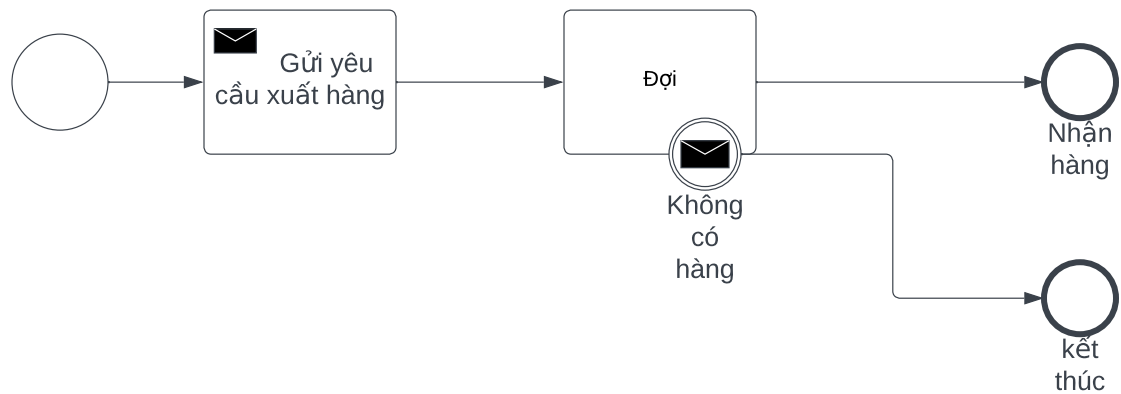 Gửi yêu
cầu xuất hàng
Đợi
Nhận
hàng
Không
có
hàng
kết
thúc